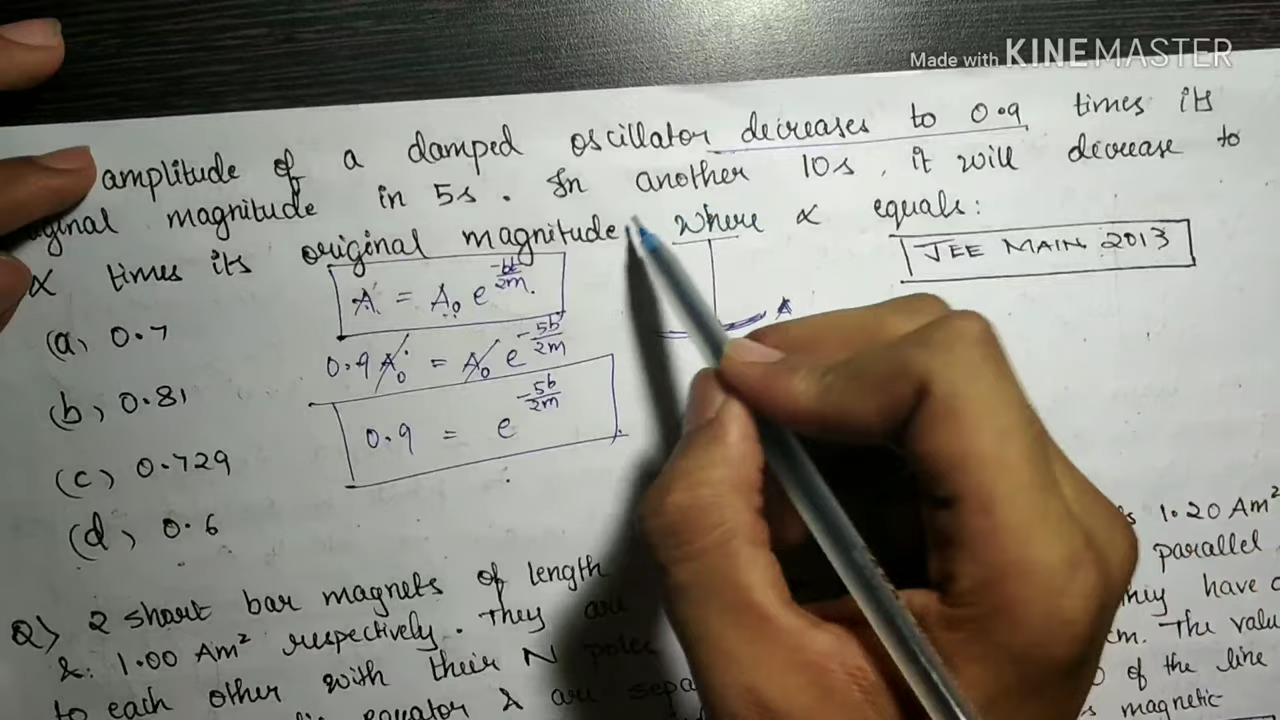 Made with KINEMASTER
amplitude of a damped oscillator decreases to 0.9 times its
magnitude in 5s. In another 10s, it will decrease to
α times its original magnitude where α equals:
JEE MAIN 2013
(a) 0.7
(b) 0.81
(c) 0.729
(d) 0.6
A = A₀ e^(-bt/2m).
0.9 A₀ = A₀ e^(-5b/2m)
0.9 = e^(-5b/2m)
A
Q) 2 short bar magnets of length 1.20 Am²
&. 1.00 Am² respectively. They are parallel
to each other with their N poles they have
equator & are cm. The
of the line
magnetic